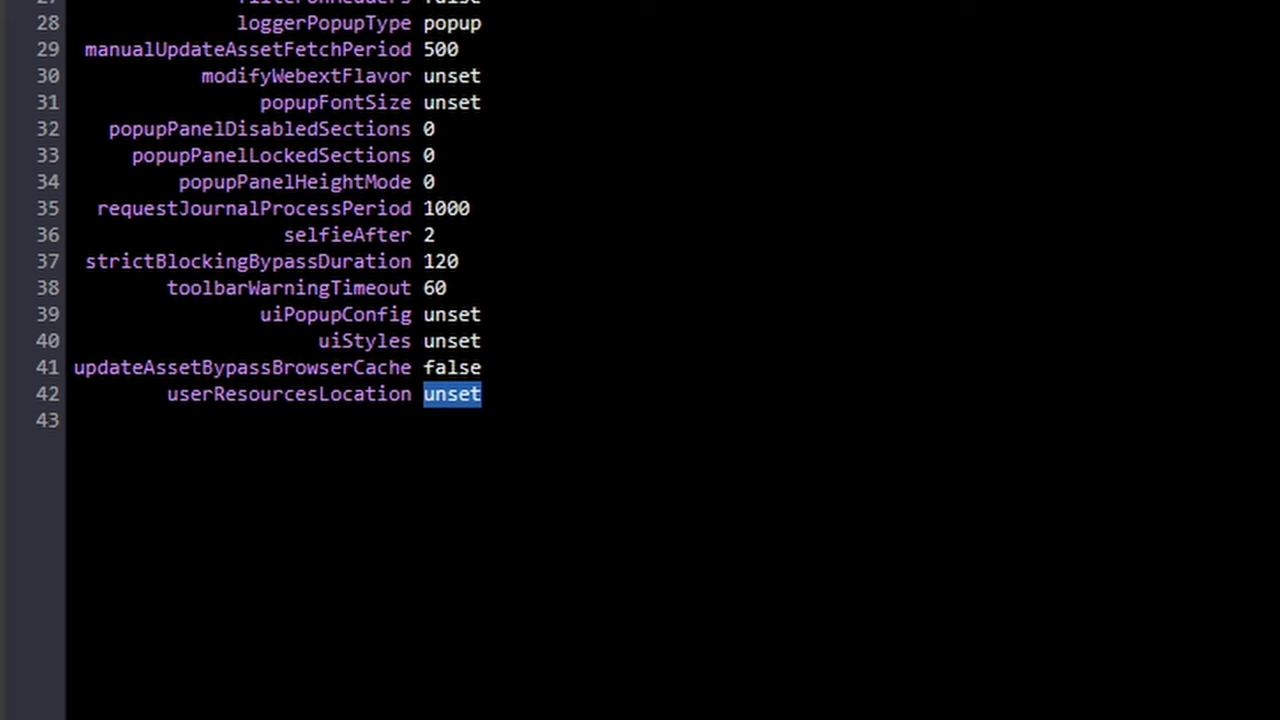 28 loggerPopupType popup
29 manualUpdateAssetFetchPeriod 500
30 modifyWebextFlavor unset
31 popupFontSize unset
32 popupPanelDisabledSections 0
33 popupPanelLockedSections 0
34 popupPanelHeightMode 0
35 requestJournalProcessPeriod 1000
36 selfieAfter 2
37 strictBlockingBypassDuration 120
38 toolbarWarningTimeout 60
39 uiPopupConfig unset
40 uiStyles unset
41 updateAssetBypassBrowserCache false
42 userResourcesLocation unset
43